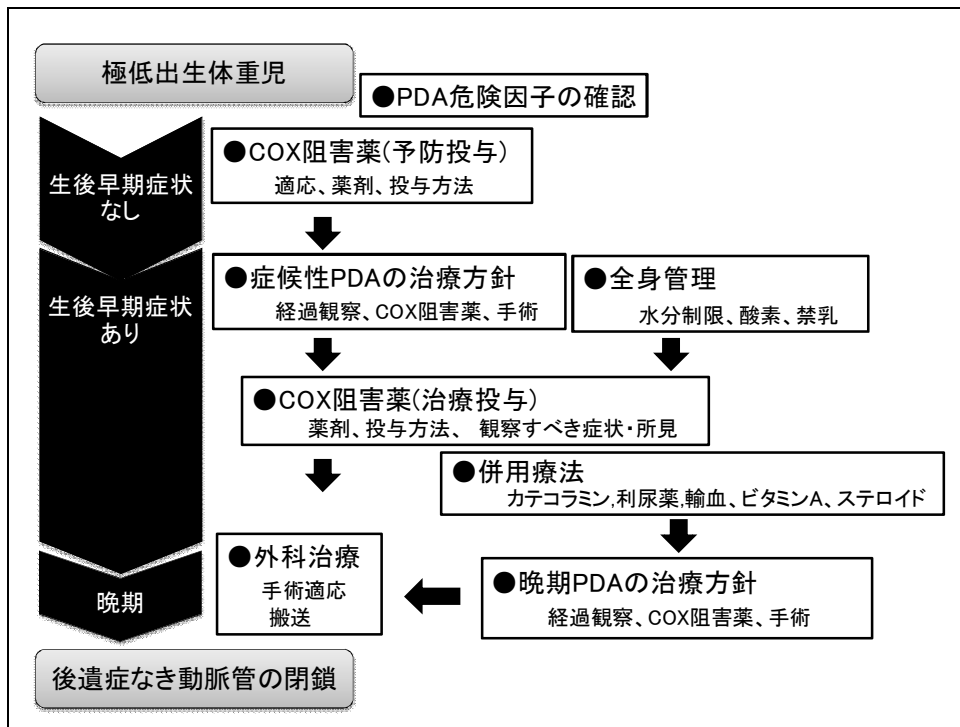 極低出生体重児
●PDA危険因子の確認
●COX阻害薬(予防投与)
適応、薬剤、投与方法
生後早期症状
なし
●症候性PDAの治療方針
経過観察、COX阻害薬、手術
●全身管理
水分制限、酸素、禁乳
生後早期症状
あり
●COX阻害薬(治療投与)
薬剤、投与方法、 観察すべき症状・所見
●併用療法
カテコラミン,利尿薬,輸血、ビタミンA、ステロイド
●外科治療
手術適応
搬送
●晩期PDAの治療方針
経過観察、COX阻害薬、手術
晩期
後遺症なき動脈管の閉鎖